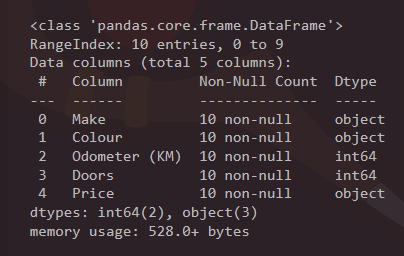 <class 'pandas.core.frame.DataFrame'>
RangeIndex: 10 entries, 0 to 9
Data columns (total 5 columns):
 #   Column         Non-Null Count  Dtype
---  ------         --------------  -----
 0   Make           10 non-null     object
 1   Colour         10 non-null     object
 2   Odometer (KM)  10 non-null     int64
 3   Doors          10 non-null     int64
 4   Price          10 non-null     object
dtypes: int64(2), object(3)
memory usage: 528.0+ bytes